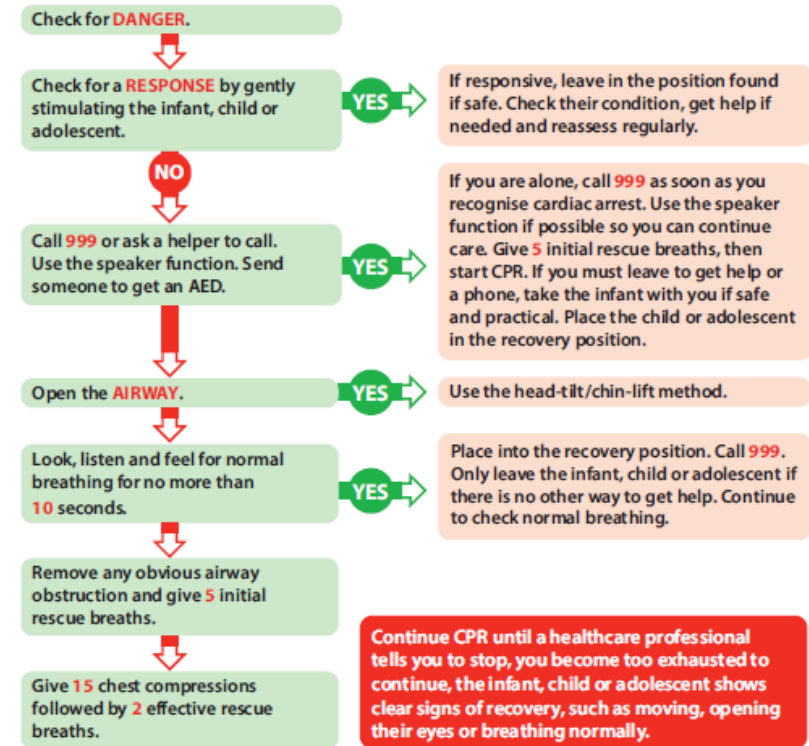 Check for DANGER.
Check for a RESPONSE by gently
stimulating the infant, child or
adolescent.
YES
If responsive, leave in the position found
if safe. Check their condition, get help if
needed and reassess regularly.
NO
Call 999 or ask a helper to call.
Use the speaker function. Send
someone to get an AED.
YES
If you are alone, call 999 as soon as you
recognise cardiac arrest. Use the speaker
function if possible so you can continue
care. Give 5 initial rescue breaths, then
start CPR. If you must leave to get help or
a phone, take the infant with you if safe
and practical. Place the child or adolescent
in the recovery position.
Open the AIRWAY.
YES
Use the head-tilt/chin-lift method.
Look, listen and feel for normal
breathing for no more than
10 seconds.
YES
Place into the recovery position. Call 999.
Only leave the infant, child or adolescent if
there is no other way to get help. Continue
to check normal breathing.
Remove any obvious airway
obstruction and give 5 initial
rescue breaths.
Give 15 chest compressions
followed by 2 effective rescue
breaths.
Continue CPR until a healthcare professional
tells you to stop, you become too exhausted to
continue, the infant, child or adolescent shows
clear signs of recovery, such as moving, opening
their eyes or breathing normally.